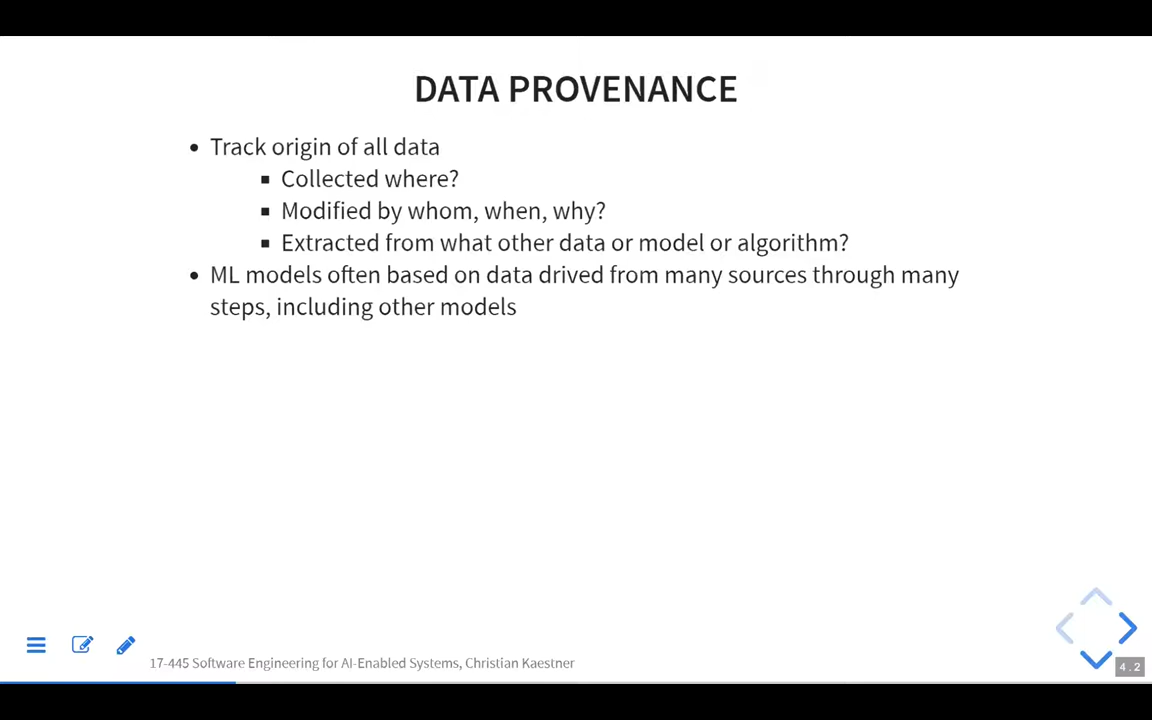 DATA PROVENANCE
• Track origin of all data
▪ Collected where?
▪ Modified by whom, when, why?
▪ Extracted from what other data or model or algorithm?
• ML models often based on data drived from many sources through many
steps, including other models
17-445 Software Engineering for AI-Enabled Systems, Christian Kaestner
4.2